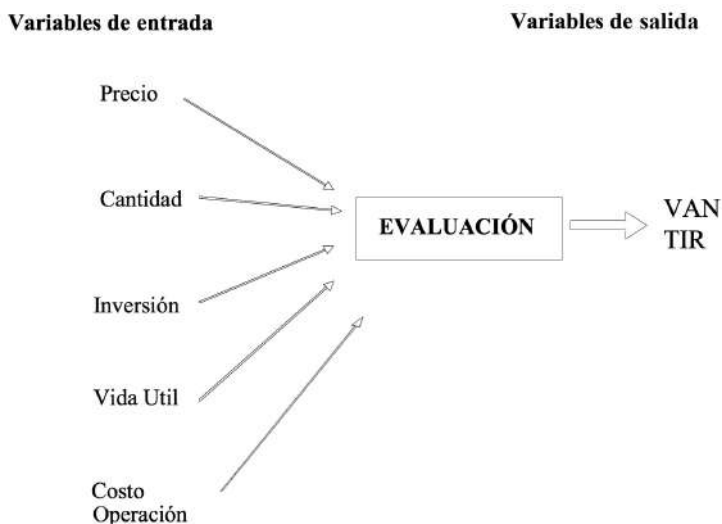 Variables de entrada
Variables de salida
Precio
Cantidad
EVALUACIÓN
VAN
TIR
Inversión
Vida Util
Costo
Operación